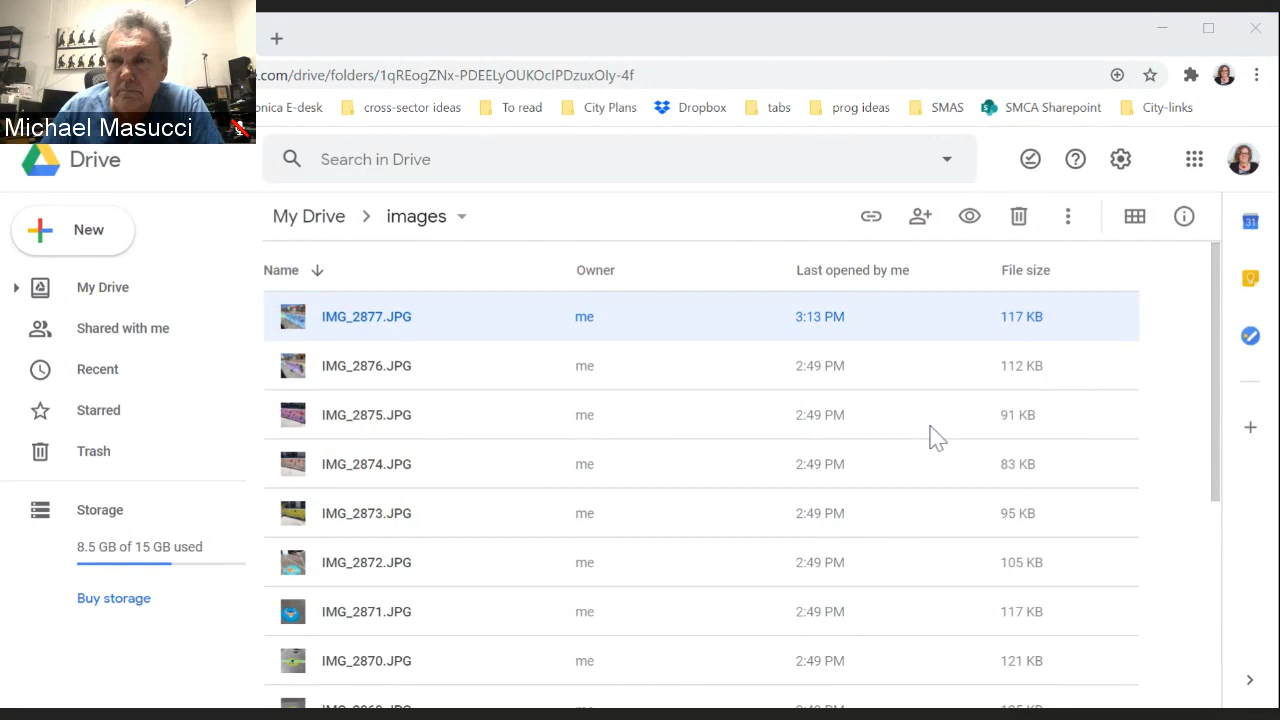 Michael Masucci
e.com/drive/folders/1qREogZNx-PDEELyOUKOcIPDzuxOIy-4f
onica E-desk cross-sector ideas To read City Plans Dropbox tabs prog ideas SMAS SMCA Sharepoint City-links
Drive
Search in Drive
New
My Drive
Shared with me
Recent
Starred
Trash
Storage
8.5 GB of 15 GB used
Buy storage
My Drive images
Name Owner Last opened by me File size
IMG_2877.JPG me 3:13 PM 117 KB
IMG_2876.JPG me 2:49 PM 112 KB
IMG_2875.JPG me 2:49 PM 91 KB
IMG_2874.JPG me 2:49 PM 83 KB
IMG_2873.JPG me 2:49 PM 95 KB
IMG_2872.JPG me 2:49 PM 105 KB
IMG_2871.JPG me 2:49 PM 117 KB
IMG_2870.JPG me 2:49 PM 121 KB
31